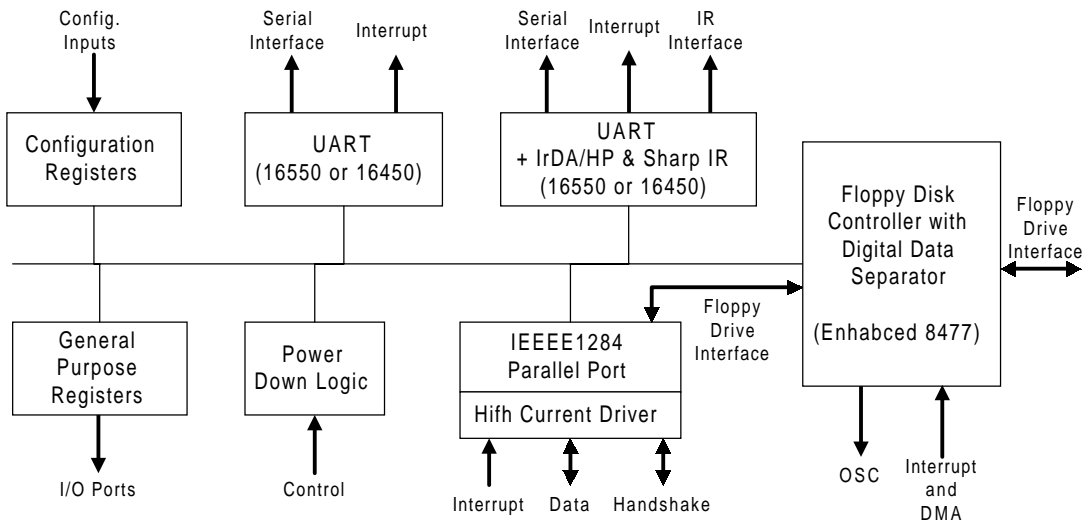 Config.
Inputs
Serial
Interface
Interrupt
Serial
Interface
Interrupt
IR
Interface
Configuration
Registers
UART
(16550 or 16450)
UART
+ IrDA/HP & Sharp IR
(16550 or 16450)
Floppy Disk
Controller with
Digital Data
Separator
(Enhabced 8477)
Floppy
Drive
Interface
General
Purpose
Registers
Power
Down Logic
IEEEE1284
Parallel Port
Hifh Current Driver
Floppy
Drive
Interface
I/O Ports
Control
Interrupt
Data
Handshake
OSC
Interrupt
and
DMA